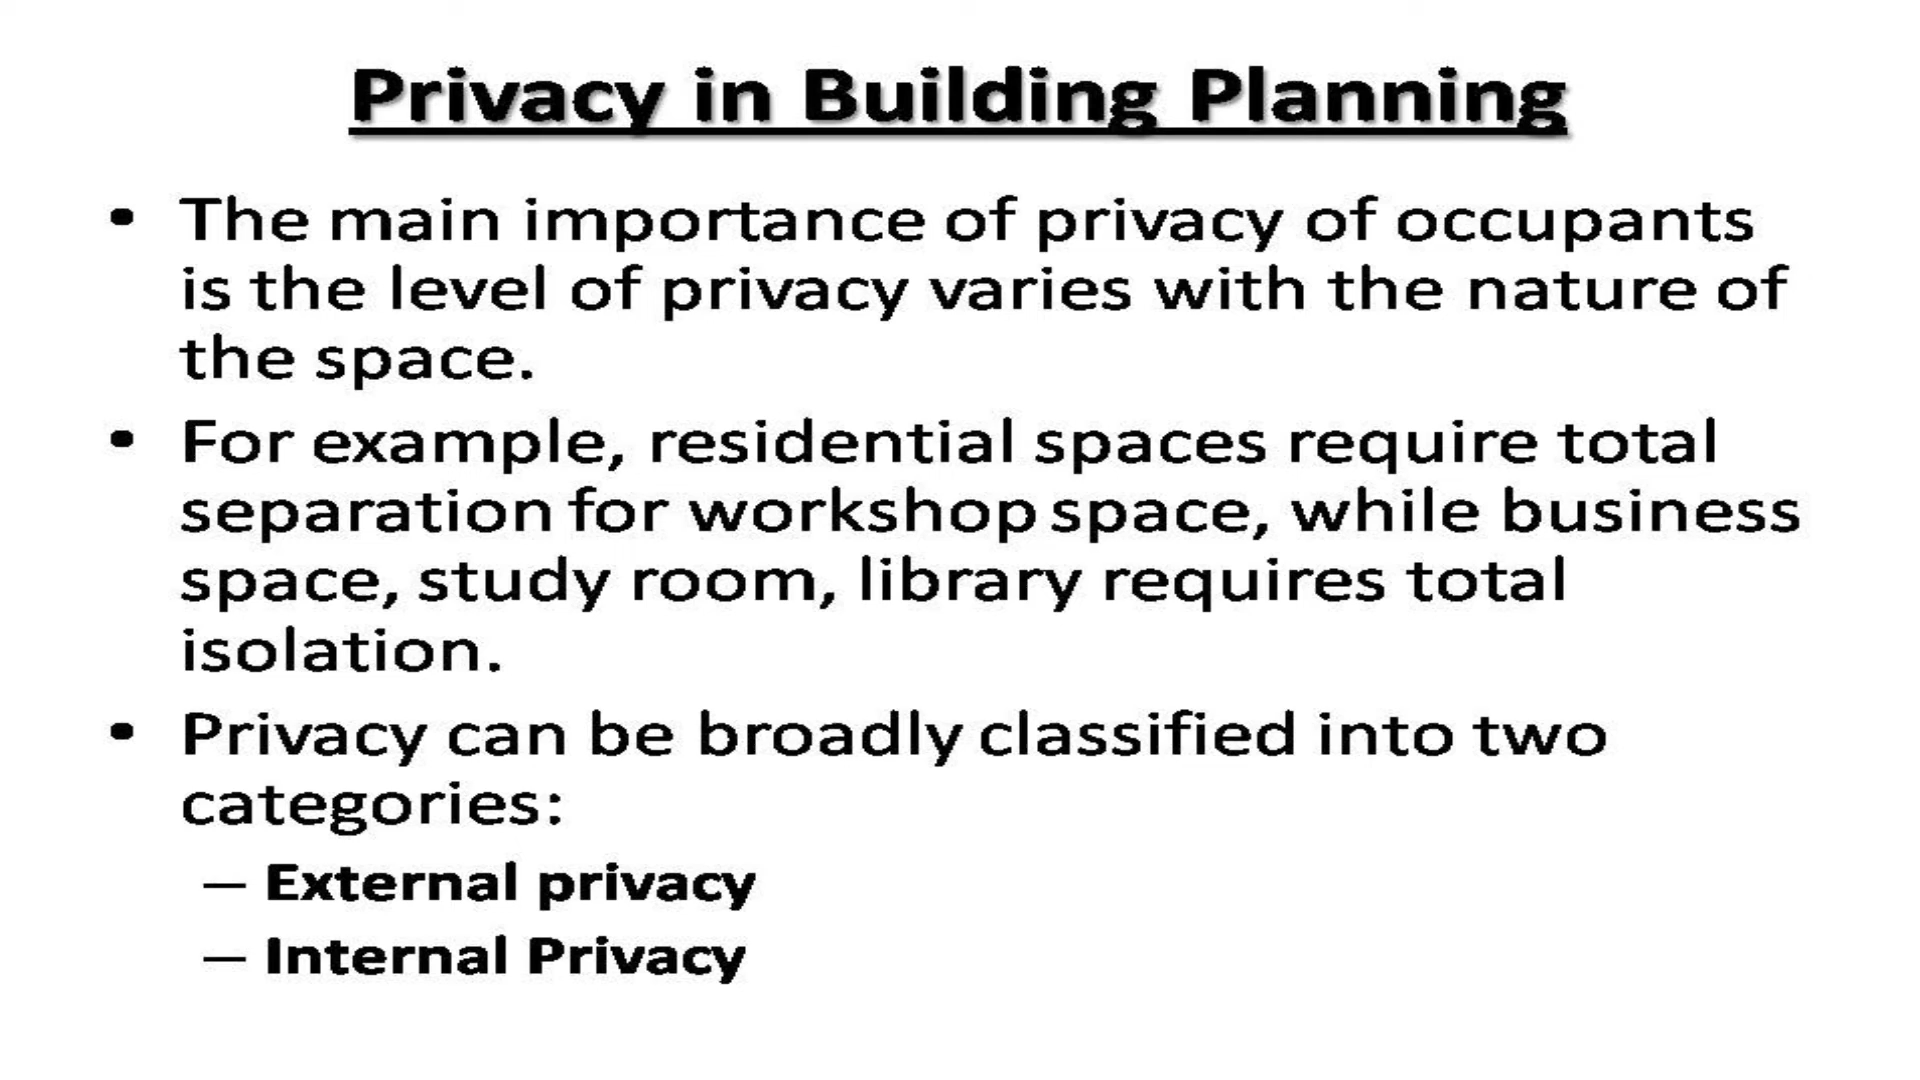 Privacy in Building Planning
• The main importance of privacy of occupants
is the level of privacy varies with the nature of
the space.
• For example, residential spaces require total
separation for workshop space, while business
space, study room, library requires total
isolation.
• Privacy can be broadly classified into two
categories:
– External privacy
– Internal Privacy